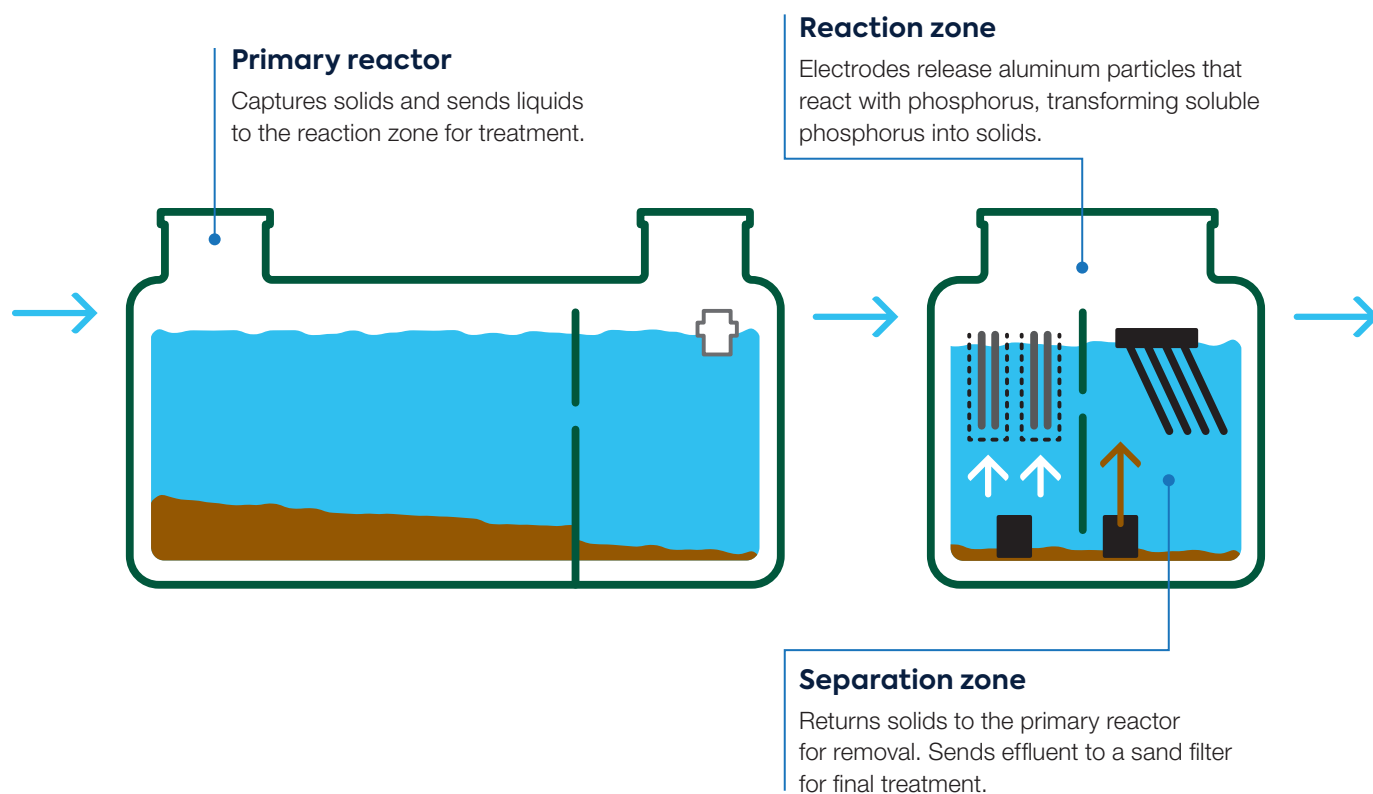 Primary reactor
Captures solids and sends liquids
to the reaction zone for treatment.
Reaction zone
Electrodes release aluminum particles that
react with phosphorus, transforming soluble
phosphorus into solids.
Separation zone
Returns solids to the primary reactor
for removal. Sends effluent to a sand filter
for final treatment.